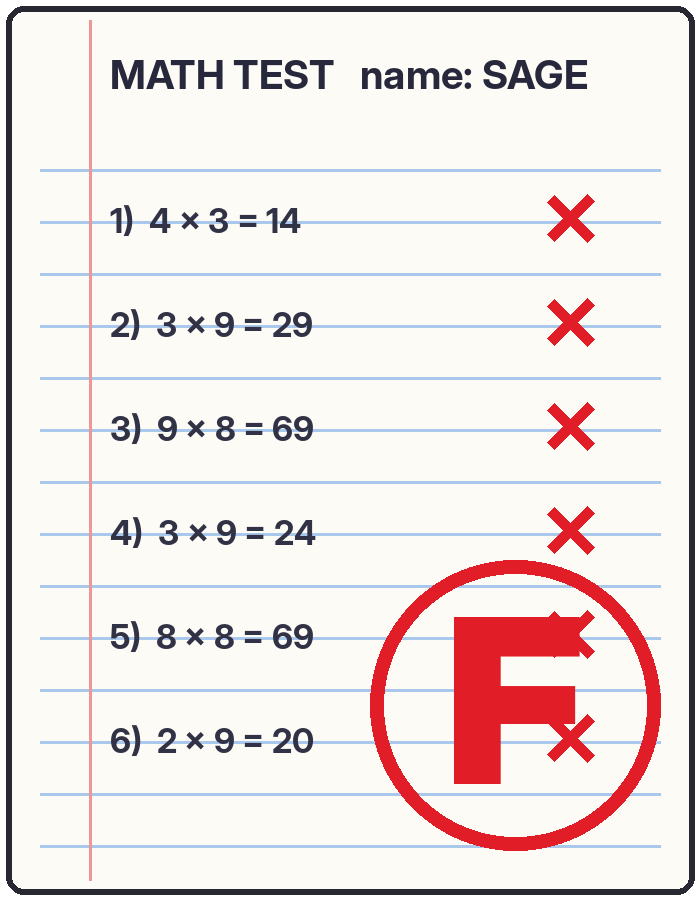 MATH TEST name: SAGE
1) 4 × 3 = 14
2) 3 × 9 = 29
3) 9 × 8 = 69
4) 3 × 9 = 24
5) 8 × 8 = 69
6) 2 × 9 = 20
F